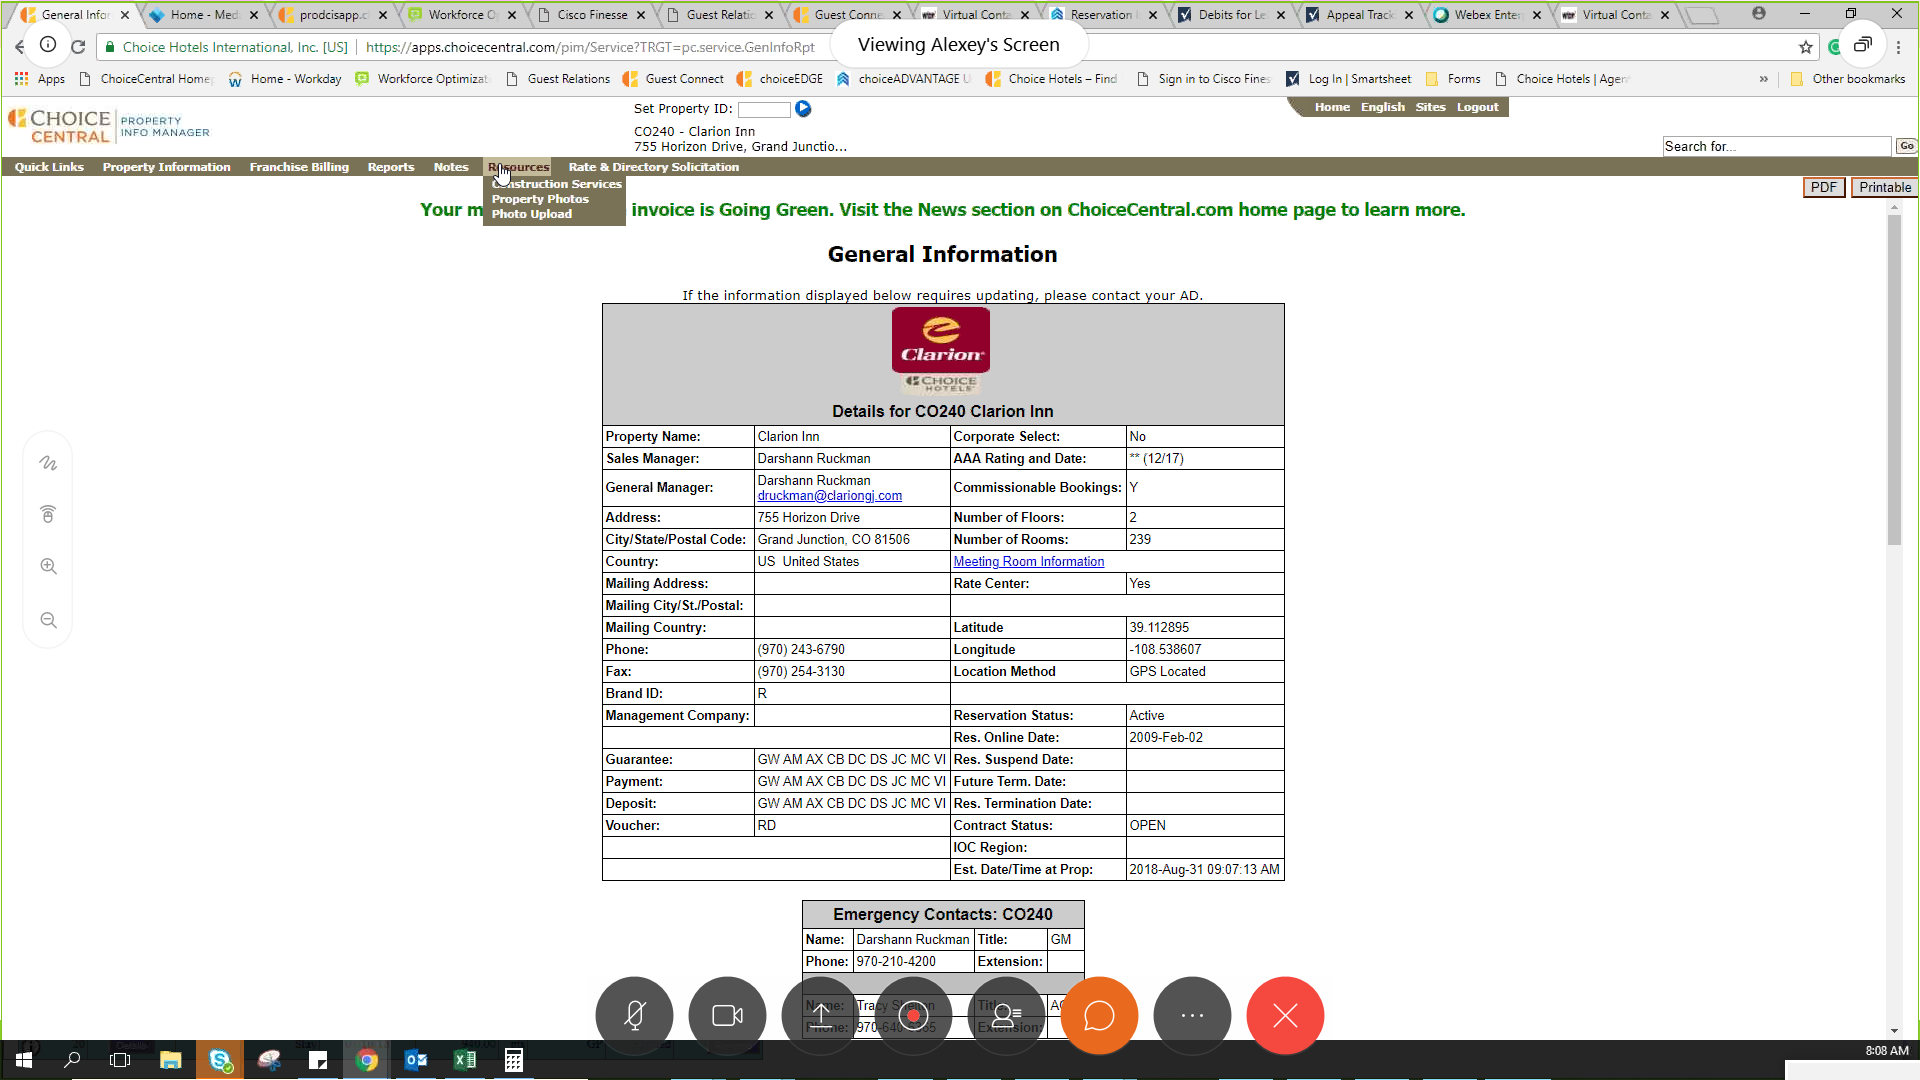 General Infor
Home - Med
prodcisapp.c
Workforce O
Cisco Finesse
Guest Relatio
Guest Conne
Virtual Conta
Reservation
Debits for Le
Appeal Track
Webex Enter
Virtual Conta
Choice Hotels International, Inc. [US]
https://apps.choicecentral.com/pim/Service?TRGT=pc.service.GenInfoRpt
Viewing Alexey's Screen
Apps
ChoiceCentral Home
Home - Workday
Workforce Optimizat
Guest Relations
Guest Connect
choiceEDGE
choiceADVANTAGE U
Choice Hotels – Find
Sign in to Cisco Fines
Log In | Smartsheet
Forms
Choice Hotels | Agen
»
Other bookmarks
CHOICE CENTRAL
PROPERTY
INFO MANAGER
Set Property ID:
CO240 - Clarion Inn
755 Horizon Drive, Grand Junctio...
Home English Sites Logout
Search for...
Go
Quick Links Property Information Franchise Billing Reports Notes Resources Rate & Directory Solicitation
Construction Services
Property Photos
Photo Upload
PDF
Printable
Your m invoice is Going Green. Visit the News section on ChoiceCentral.com home page to learn more.
General Information
If the information displayed below requires updating, please contact your AD.
Clarion
CHOICE
HOTELS
Details for CO240 Clarion Inn
Property Name: Clarion Inn Corporate Select: No
Sales Manager: Darshann Ruckman AAA Rating and Date: ** (12/17)
General Manager: Darshann Ruckman
druckman@clariongj.com Commissionable Bookings: Y
Address: 755 Horizon Drive Number of Floors: 2
City/State/Postal Code: Grand Junction, CO 81506 Number of Rooms: 239
Country: US United States Meeting Room Information
Mailing Address: Rate Center: Yes
Mailing City/St./Postal:
Mailing Country: Latitude 39.112895
Phone: (970) 243-6790 Longitude -108.538607
Fax: (970) 254-3130 Location Method GPS Located
Brand ID: R
Management Company: Reservation Status: Active
Res. Online Date: 2009-Feb-02
Guarantee: GW AM AX CB DC DS JC MC VI Res. Suspend Date:
Payment: GW AM AX CB DC DS JC MC VI Future Term. Date:
Deposit: GW AM AX CB DC DS JC MC VI Res. Termination Date:
Voucher: RD Contract Status: OPEN
IOC Region:
Est. Date/Time at Prop: 2018-Aug-31 09:07:13 AM
Emergency Contacts: CO240
Name: Darshann Ruckman Title: GM
Phone: 970-210-4200 Extension:
Name: Tracy Title:
Phone: Extension:
8:08 AM